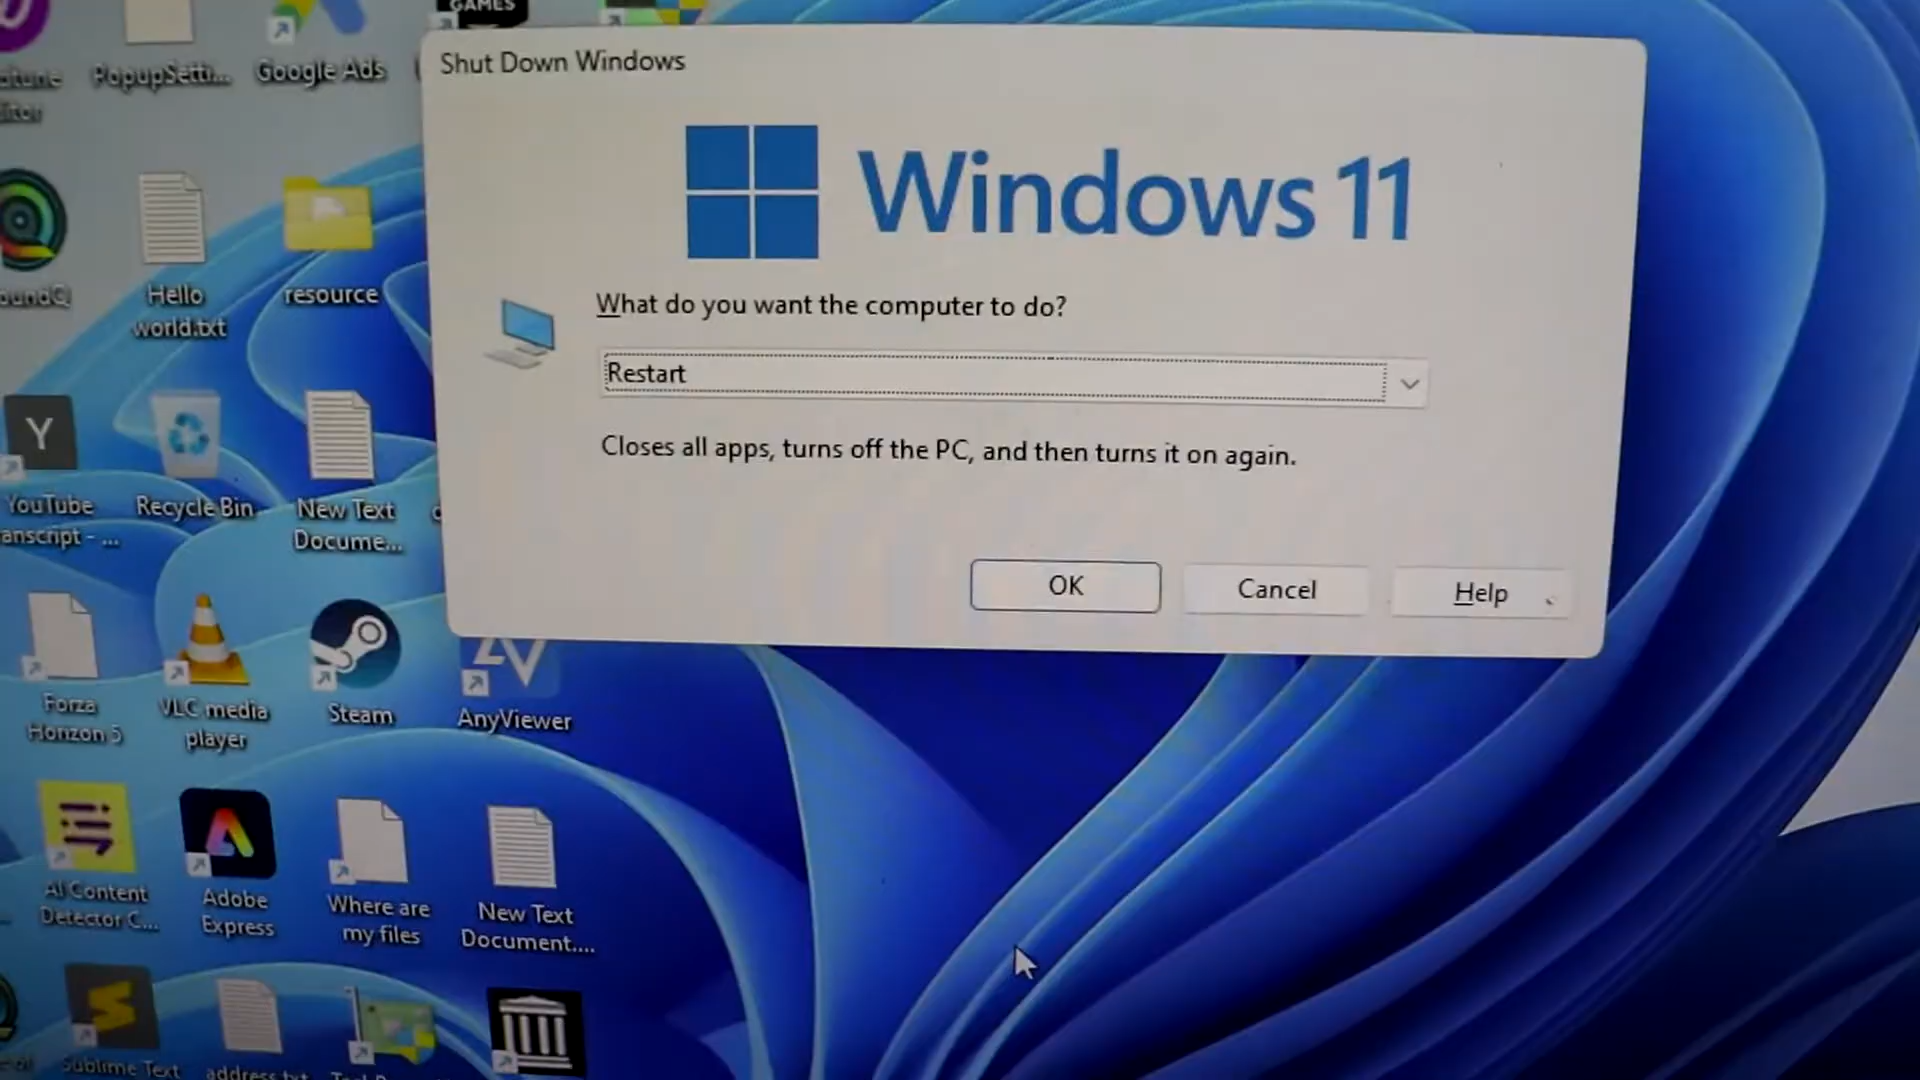 GAMES
PopupSetti...
Google Ads
Shut Down Windows
Windows 11
What do you want the computer to do?
Restart
Closes all apps, turns off the PC, and then turns it on again.
OK
Cancel
Help
Hello
world.txt
resource
Y
YouTube
anscript - ...
Recycle Bin
New Text
Docume...
Forza
Horizon 5
VLC media
player
Steam
AnyViewer
AI Content
Detector C...
Adobe
Express
Where are
my files
New Text
Document....
Sublime Text
address.txt